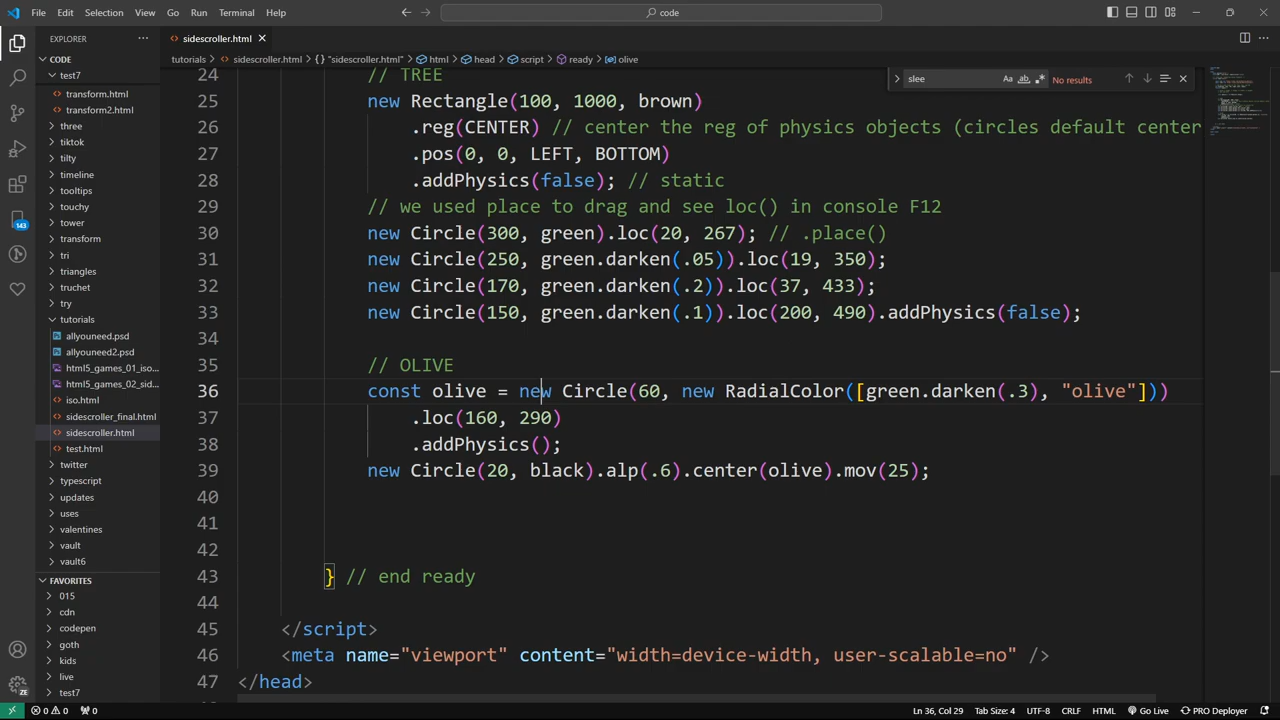 File Edit Selection View Go Run Terminal Help
code
EXPLORER
sidescroller.html
tutorials > sidescroller.html > {} "sidescroller.html" > html > head > script > ready > olive
CODE
test7
transform.html
transform2.html
three
tiktok
tilty
timeline
tooltips
touchy
tower
transform
tri
triangles
truchet
try
tutorials
allyouneed.psd
allyouneed2.psd
html5_games_01_iso...
html5_games_02_sid...
iso.html
sidescroller_final.html
sidescroller.html
test.html
twitter
typescript
updates
uses
valentines
vault
vault6
FAVORITES
015
cdn
codepen
goth
kids
live
test7
143
slee
Aa ab .*
No results
24 // TREE
25 new Rectangle(100, 1000, brown)
26 .reg(CENTER) // center the reg of physics objects (circles default center
27 .pos(0, 0, LEFT, BOTTOM)
28 .addPhysics(false); // static
29 // we used place to drag and see loc() in console F12
30 new Circle(300, green).loc(20, 267); // .place()
31 new Circle(250, green.darken(.05)).loc(19, 350);
32 new Circle(170, green.darken(.2)).loc(37, 433);
33 new Circle(150, green.darken(.1)).loc(200, 490).addPhysics(false);
34
35 // OLIVE
36 const olive = new Circle(60, new RadialColor([green.darken(.3), "olive"]))
37 .loc(160, 290)
38 .addPhysics();
39 new Circle(20, black).alp(.6).center(olive).mov(25);
40
41
42
43 } // end ready
44
45 </script>
46 <meta name="viewport" content="width=device-width, user-scalable=no" />
47 </head>
ZE
0 0 0 Ln 36, Col 29 Tab Size: 4 UTF-8 CRLF HTML Go Live PRO Deployer